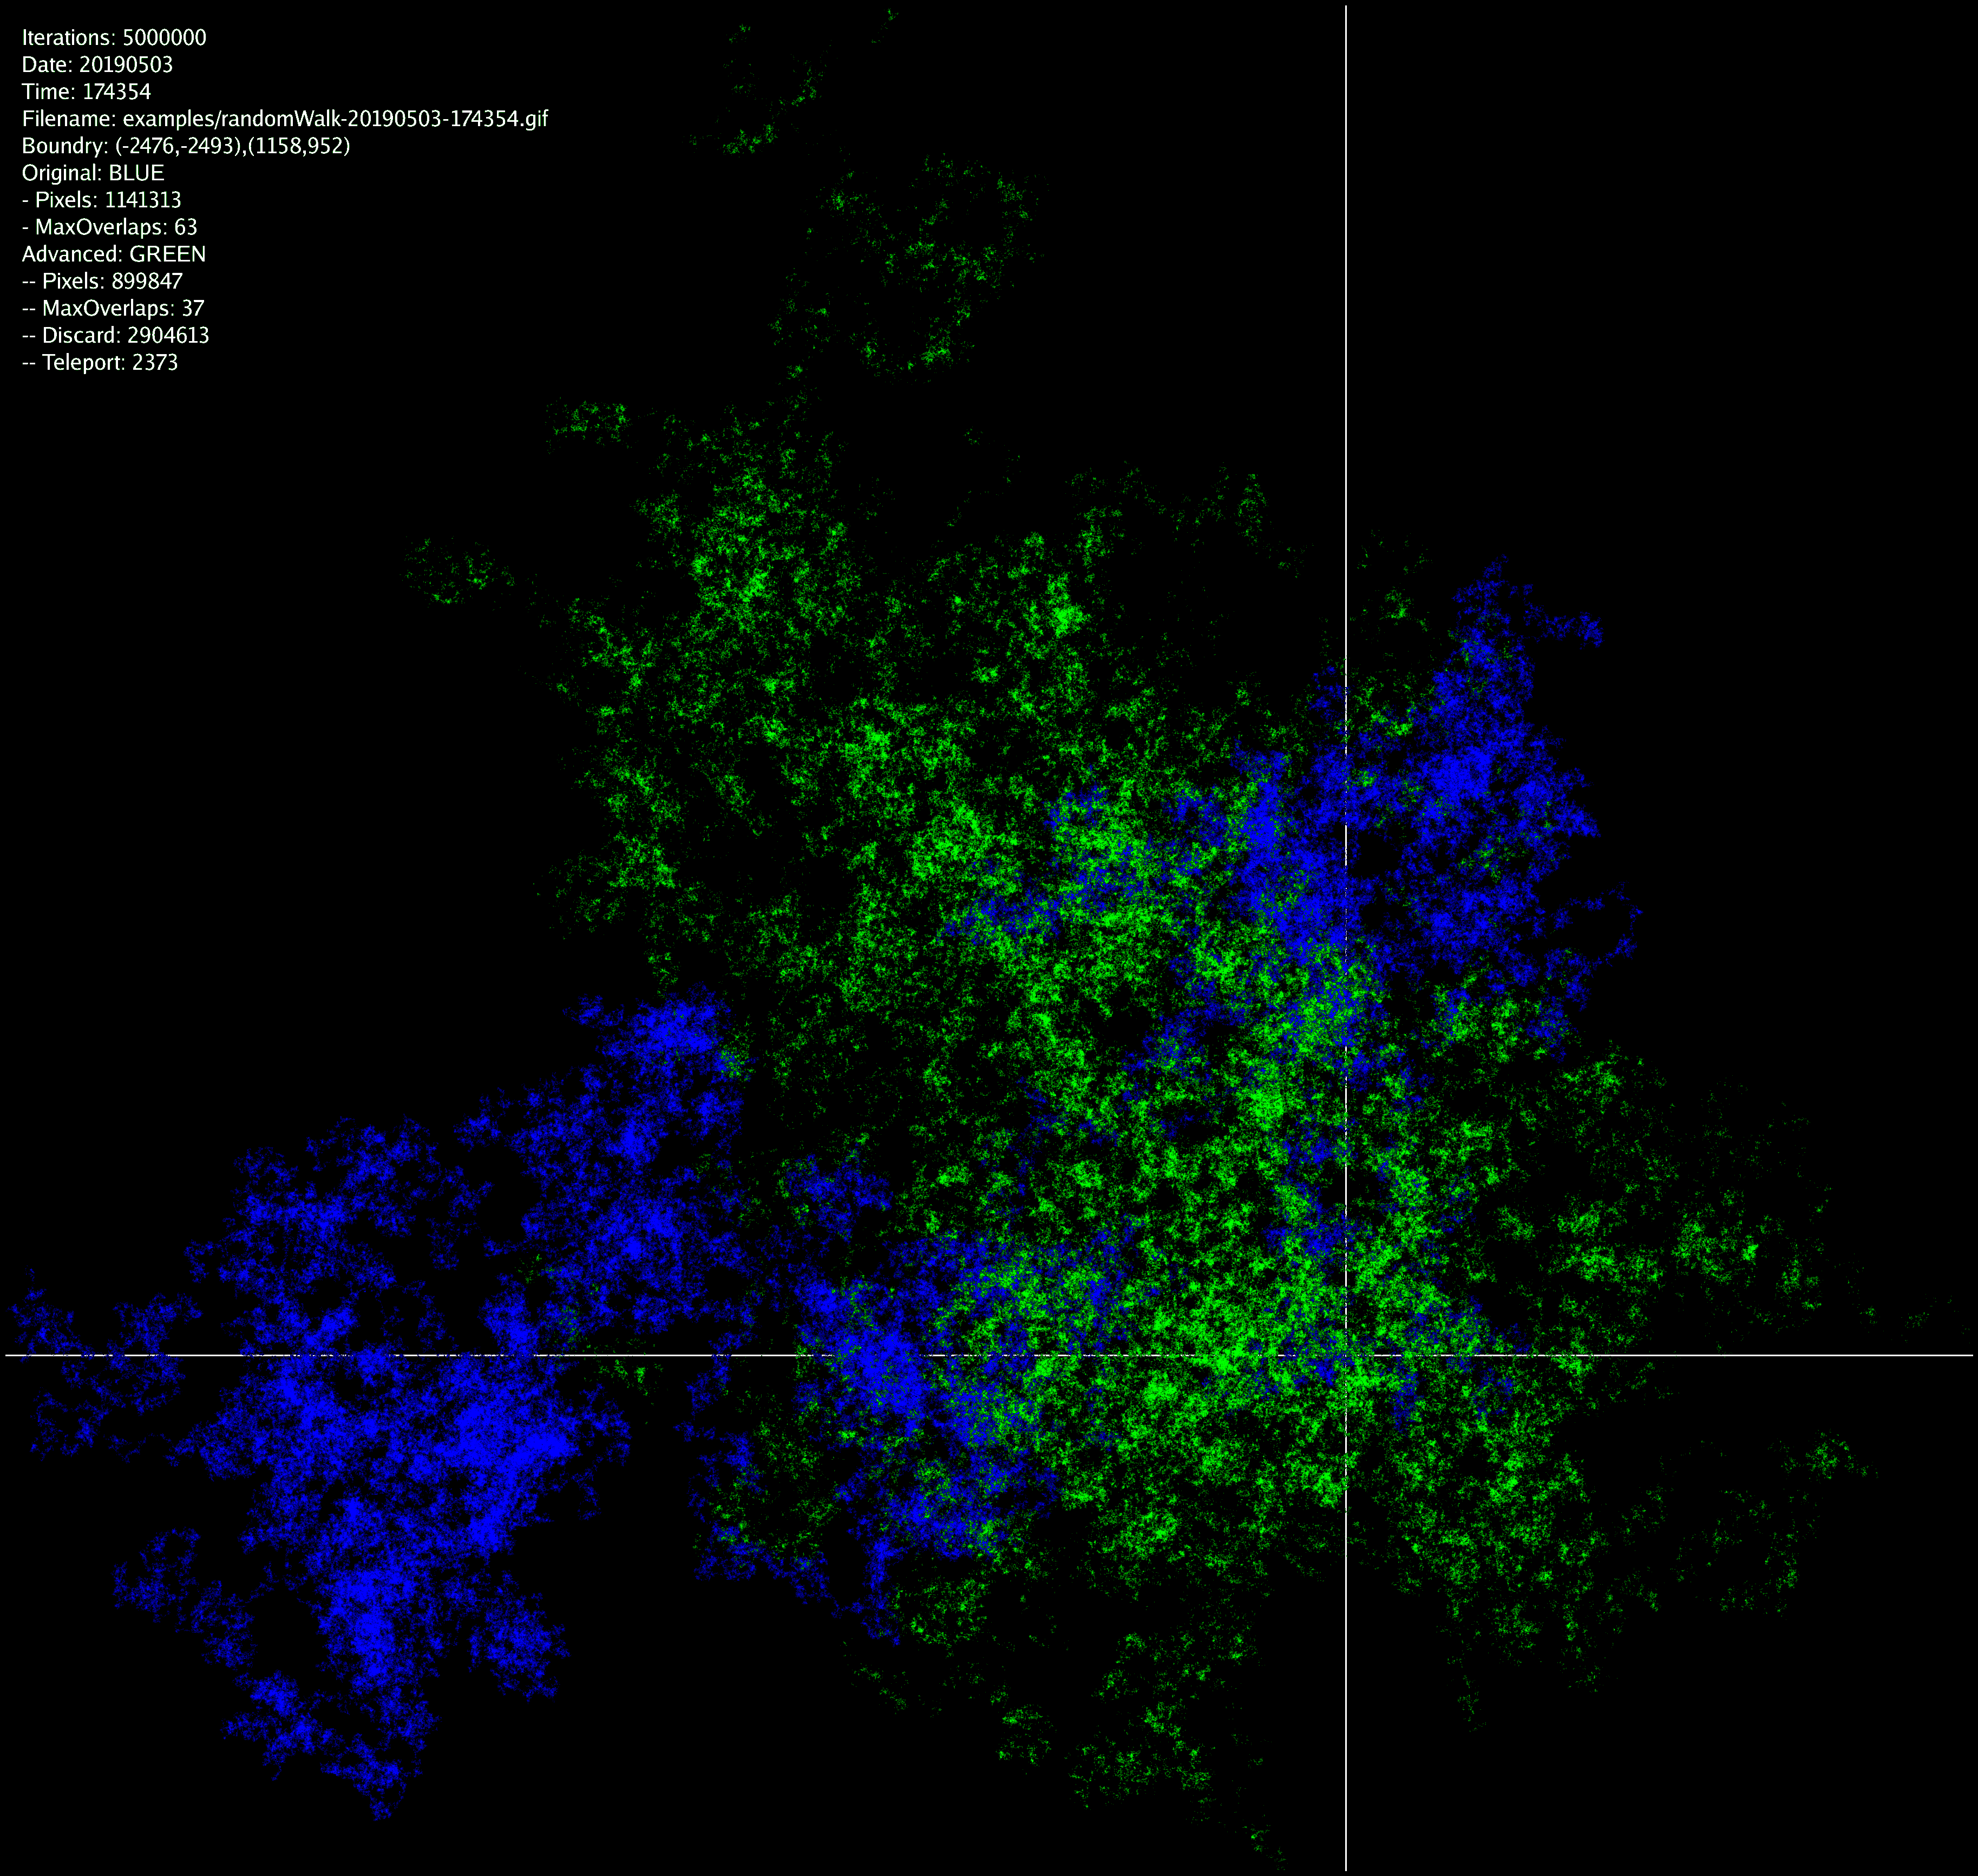 Iterations: 5000000
Date: 20190503
Time: 174354
Filename: examples/randomWalk-20190503-174354.gif
Boundry: (-2476,-2493),(1158,952)
Original: BLUE
- Pixels: 1141313
- MaxOverlaps: 63
Advanced: GREEN
-- Pixels: 899847
-- MaxOverlaps: 37
-- Discard: 2904613
-- Teleport: 2373